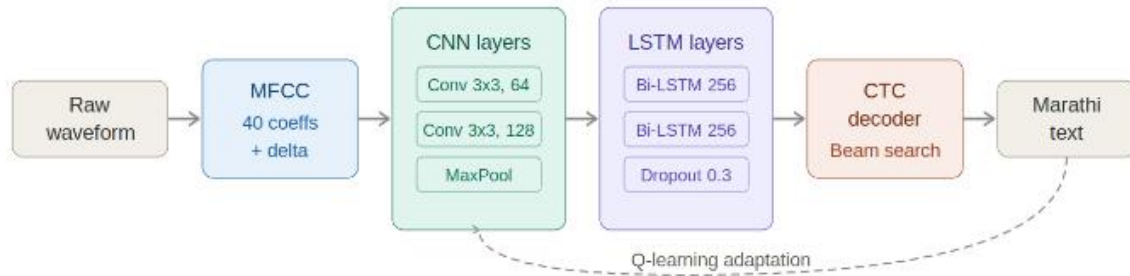 Raw
waveform
MFCC
40 coeffs
+ delta
CNN layers
Conv 3x3, 64
Conv 3x3, 128
MaxPool
LSTM layers
Bi-LSTM 256
Bi-LSTM 256
Dropout 0.3
CTC
decoder
Beam search
Marathi
text
Q-learning adaptation